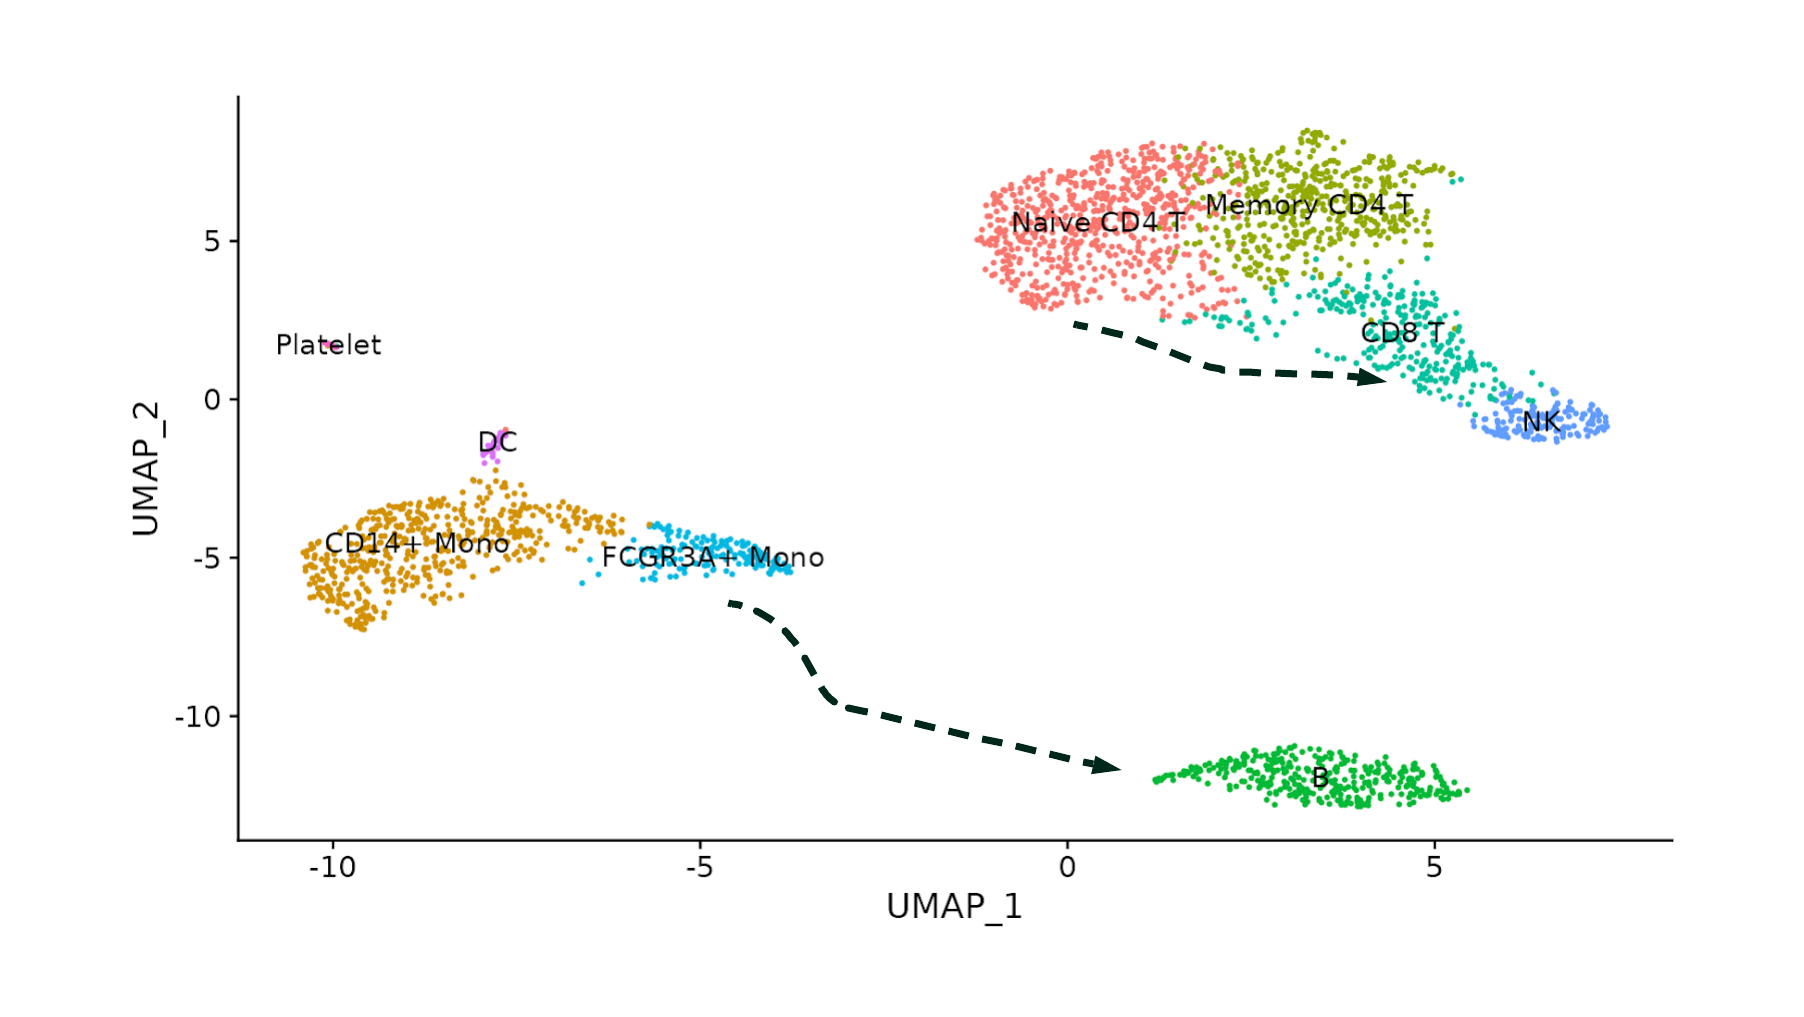 Naive CD4 T
Memory CD4 T
CD8 T
NK
Platelet
DC
CD14+ Mono
FCGR3A+ Mono
B
5
0
-5
-10
UMAP_2
-10
-5
0
5
UMAP_1